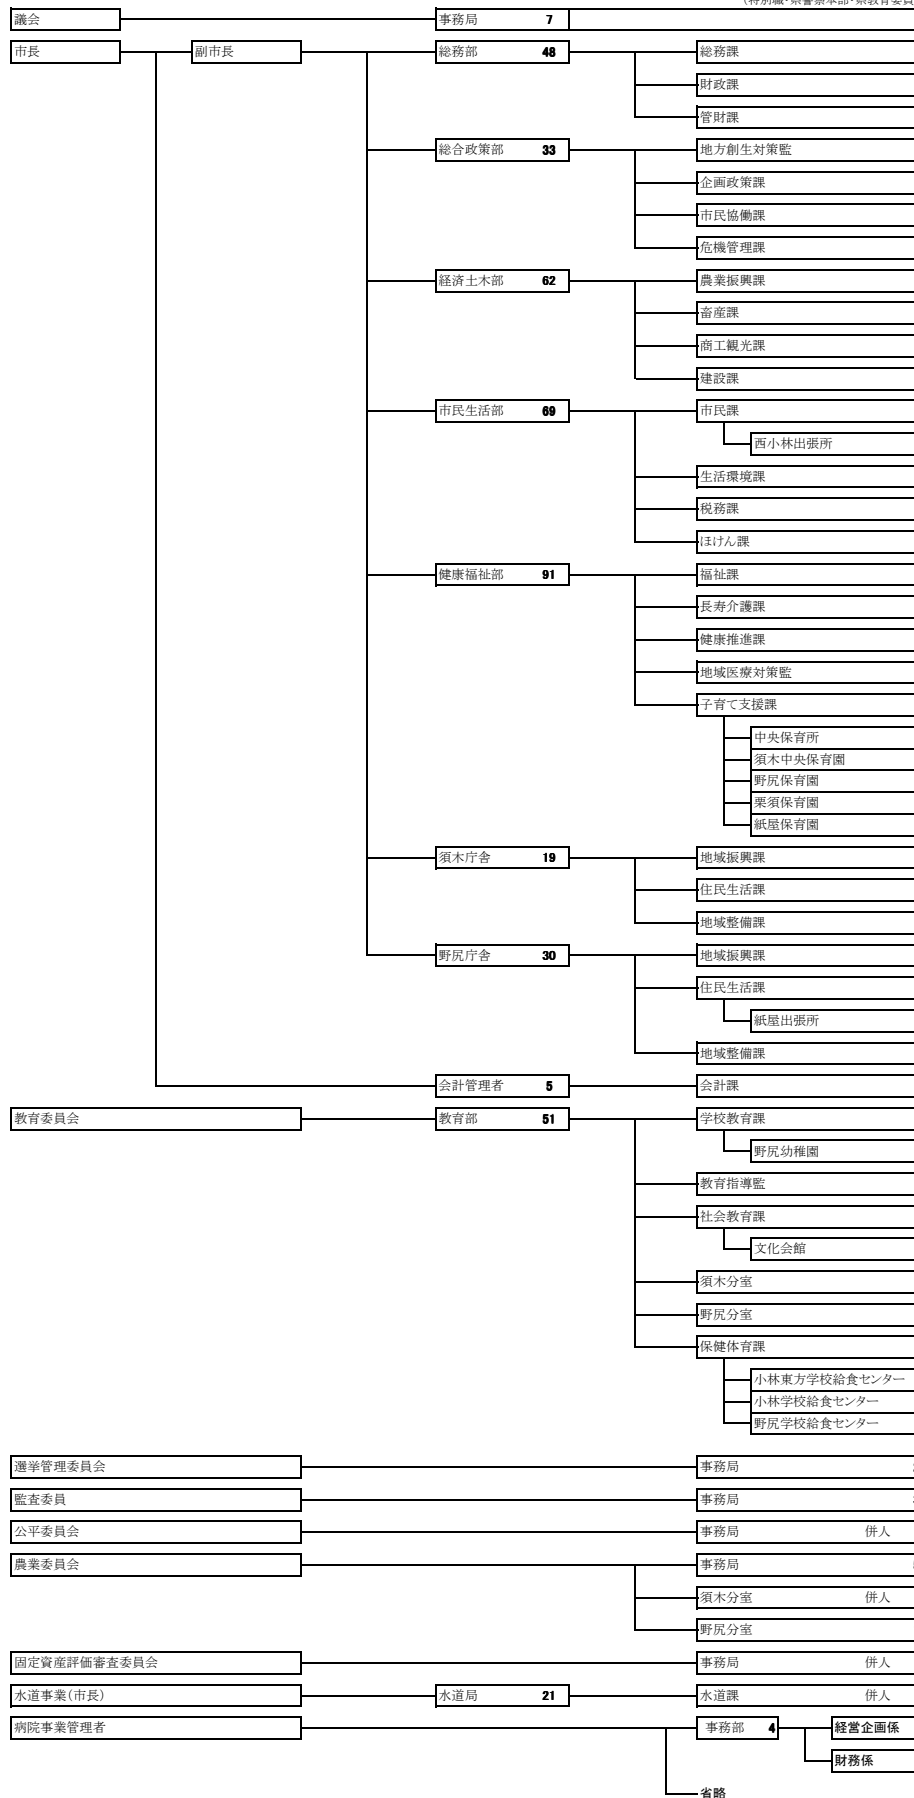 (特別職・県警察本部・県教育委員
議会 事務局 7
市長 副市長 総務部 48 総務課
財政課
管財課
総合政策部 33 地方創生対策監
企画政策課
市民協働課
危機管理課
経済土木部 62 農業振興課
畜産課
商工観光課
建設課
市民生活部 69 市民課
西小林出張所
生活環境課
税務課
ほけん課
健康福祉部 91 福祉課
長寿介護課
健康推進課
地域医療対策監
子育て支援課
中央保育所
須木中央保育園
野尻保育園
栗須保育園
紙屋保育園
須木庁舎 19 地域振興課
住民生活課
地域整備課
野尻庁舎 30 地域振興課
住民生活課
紙屋出張所
地域整備課
会計管理者 5 会計課
教育委員会 教育部 51 学校教育課
野尻幼稚園
教育指導監
社会教育課
文化会館
須木分室
野尻分室
保健体育課
小林東方学校給食センター
小林学校給食センター
野尻学校給食センター
選挙管理委員会 事務局
監査委員 事務局
公平委員会 事務局 併人
農業委員会 事務局
須木分室 併人
野尻分室
固定資産評価審査委員会 事務局 併人
水道事業(市長) 水道局 21 水道課 併人
病院事業管理者 事務部 4 経営企画係
財務係
省略